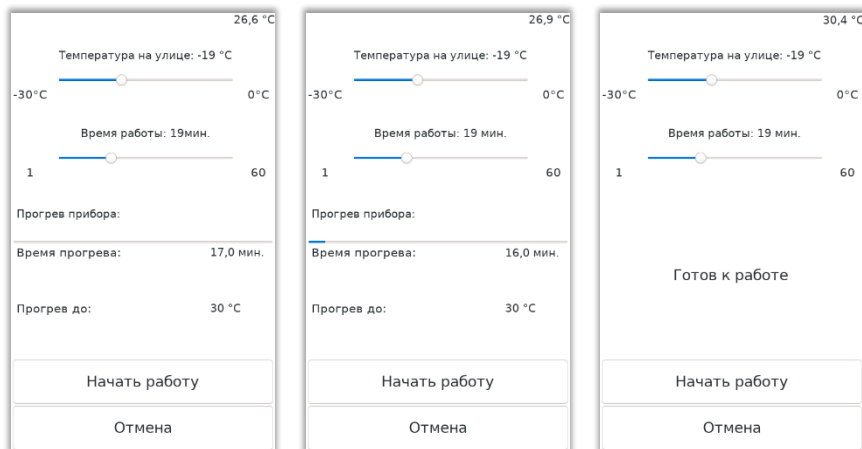 26,6 °C
Температура на улице: -19 °C
-30°C 0°C
Время работы: 19мин.
1 60
Прогрев прибора:
Время прогрева: 17,0 мин.
Прогрев до: 30 °C
Начать работу
Отмена
26,9 °C
Температура на улице: -19 °C
-30°C 0°C
Время работы: 19 мин.
1 60
Прогрев прибора:
Время прогрева: 16,0 мин.
Прогрев до: 30 °C
Начать работу
Отмена
30,4 °C
Температура на улице: -19 °C
-30°C 0°C
Время работы: 19 мин.
1 60
Готов к работе
Начать работу
Отмена